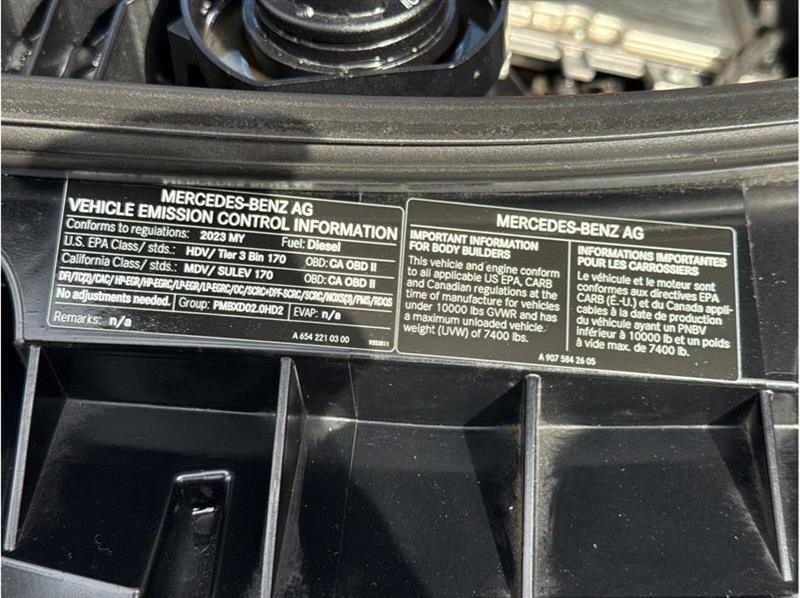 MERCEDES-BENZ AG
VEHICLE EMISSION CONTROL INFORMATION
Conforms to regulations: 2023 MY Fuel: Diesel
U.S. EPA Class/ stds.: HDV/ Tier 3 Bin 170 OBD: CA OBD II
California Class/ stds.: MDV/ SULEV 170 OBD: CA OBD II
DFI/TC(2)/CAC/ HP-EGR/HP-EGRC/LP-EGR/LP-EGRC/OC/SCRC+DPF-SCRC/SCRC/NOXS(3)/PMS/RDQS
No adjustments needed. Group: PMBXD02.0HD2 EVAP: n/a
Remarks: n/a
A 654 221 03 00
MERCEDES-BENZ AG
IMPORTANT INFORMATION
FOR BODY BUILDERS
This vehicle and engine conform
to all applicable US EPA, CARB
and Canadian regulations at the
time of manufacture for vehicles
under 10000 lbs GVWR and has
a maximum unloaded vehicle
weight (UVW) of 7400 lbs.
INFORMATIONS IMPORTANTES
POUR LES CARROSSIERS
Le véhicule et le moteur sont
conformes aux directives EPA
CARB (É.-U.) et du Canada appli-
cables à la date de production
du véhicule ayant un PNBV
inférieur à 10000 lb et un poids
à vide max. de 7400 lb.
A 907 584 26 05